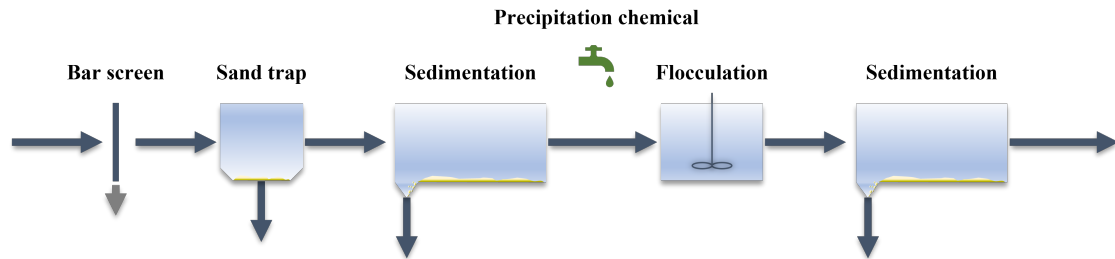 Precipitation chemical
Bar screen
Sand trap
Sedimentation
Flocculation
Sedimentation